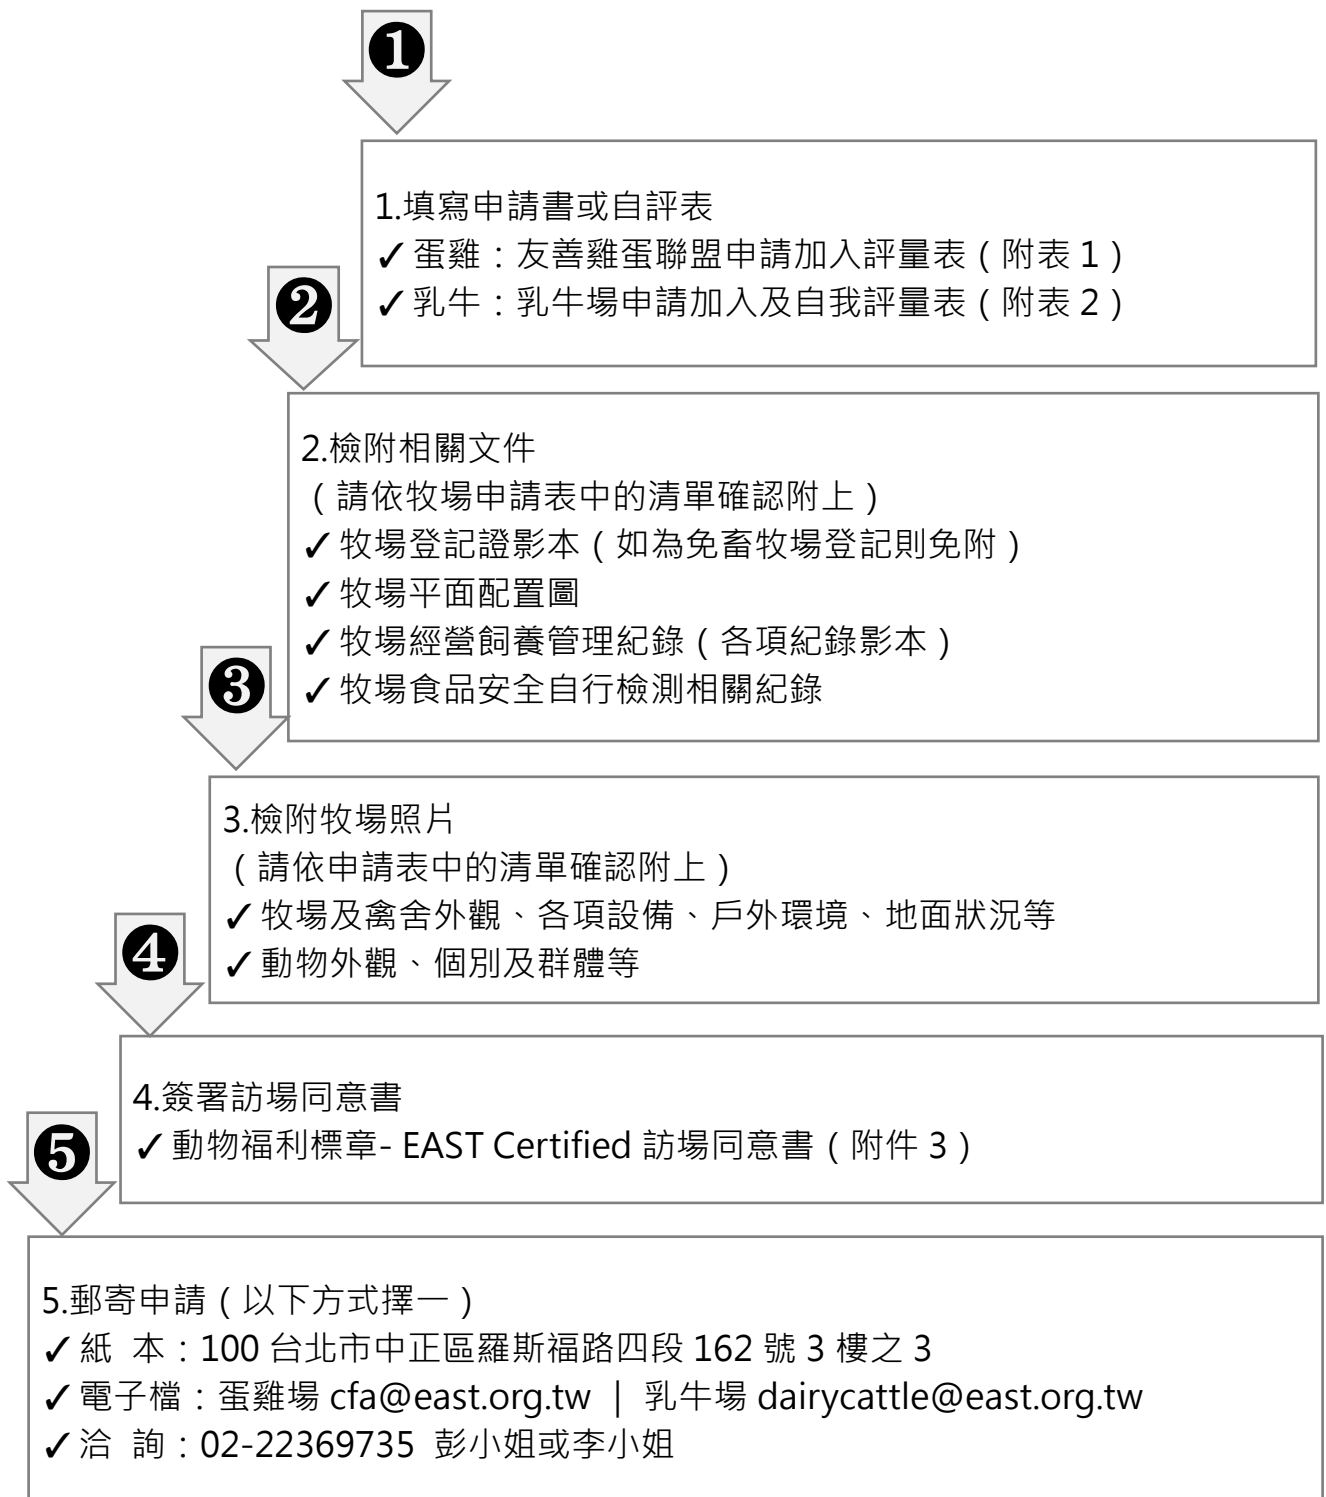 ❶
1.填寫申請書或自評表
✓蛋雞：友善雞蛋聯盟申請加入評量表（附表 1）
✓乳牛：乳牛場申請加入及自我評量表（附表 2）
❷
2.檢附相關文件
（請依牧場申請表中的清單確認附上）
✓牧場登記證影本（如為免畜牧場登記則免附）
✓牧場平面配置圖
✓牧場經營飼養管理紀錄（各項紀錄影本）
✓牧場食品安全自行檢測相關紀錄
❸
3.檢附牧場照片
（請依申請表中的清單確認附上）
✓牧場及禽舍外觀、各項設備、戶外環境、地面狀況等
✓動物外觀、個別及群體等
❹
4.簽署訪場同意書
✓動物福利標章- EAST Certified 訪場同意書（附件 3）
❺
5.郵寄申請（以下方式擇一）
✓紙 本：100 台北市中正區羅斯福路四段 162 號 3 樓之 3
✓電子檔：蛋雞場 cfa@east.org.tw | 乳牛場 dairycattle@east.org.tw
✓洽 詢：02-22369735 彭小姐或李小姐